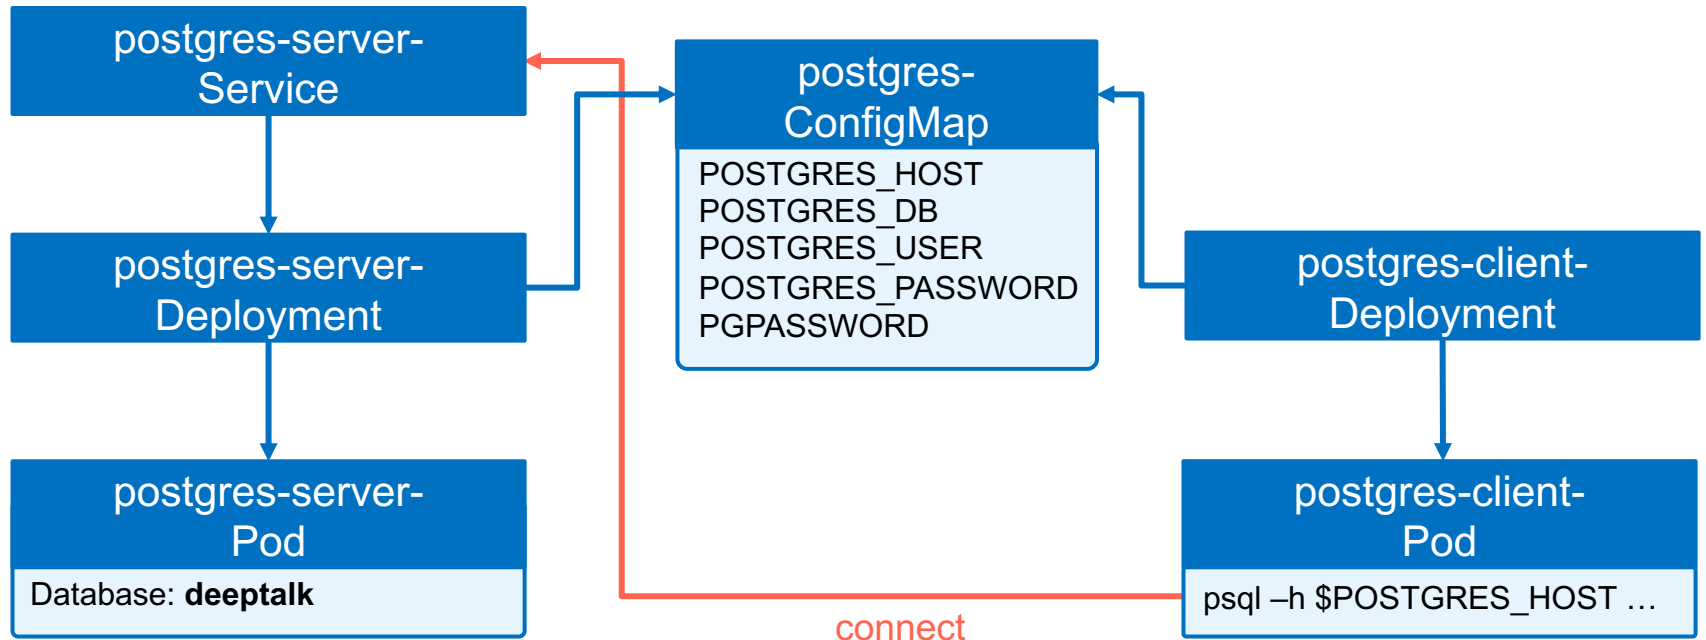 postgres-server-
Service
postgres-
ConfigMap
POSTGRES_HOST
POSTGRES_DB
POSTGRES_USER
POSTGRES_PASSWORD
PGPASSWORD
postgres-server-
Deployment
postgres-client-
Deployment
postgres-server-
Pod
Database: deeptalk
postgres-client-
Pod
psql –h $POSTGRES_HOST …
connect